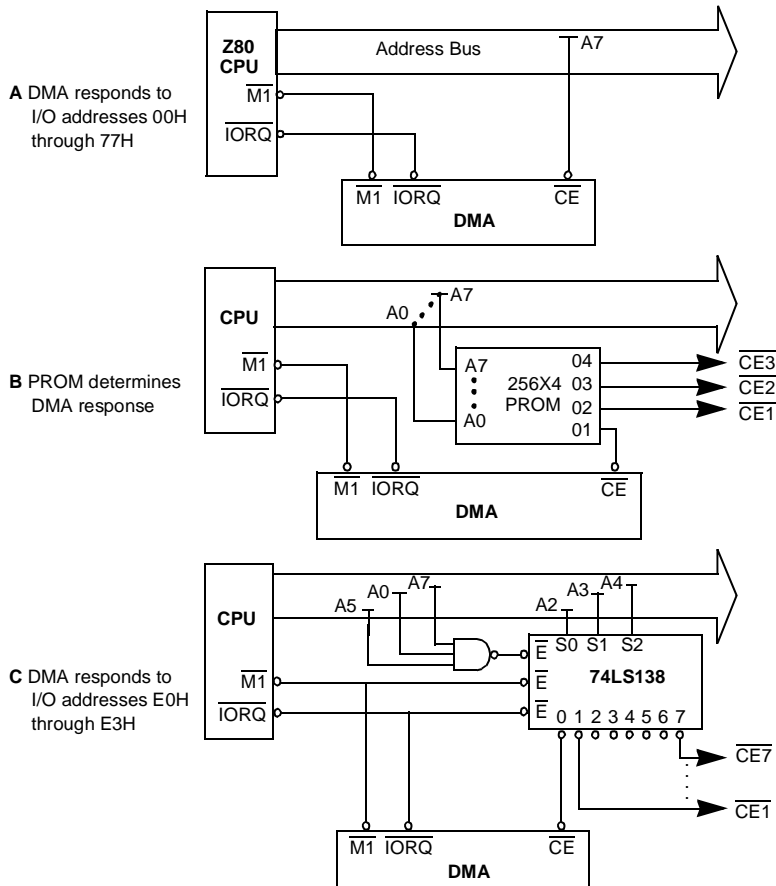 Z80
CPU
Address Bus
A7
A DMA responds to
I/O addresses 00H
through 77H
M1
IORQ
M1 IORQ CE
DMA
CPU
A0
A7
B PROM determines
DMA response
M1
IORQ
A7
A0
256X4
PROM
04
03
02
01
CE3
CE2
CE1
M1 IORQ CE
DMA
CPU
A5
A0
A7
A2
A3
A4
C DMA responds to
I/O addresses E0H
through E3H
M1
IORQ
E
E
E
S0 S1 S2
74LS138
0 1 2 3 4 5 6 7
CE7
CE1
M1 IORQ CE
DMA